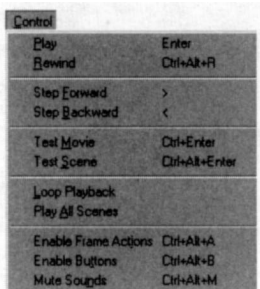 Control
Play Enter
Rewind Ctrl+Alt+R
Step Forward >
Step Backward <
Test Movie Ctrl+Enter
Test Scene Ctrl+Alt+Enter
Loop Playback
Play All Scenes
Enable Frame Actions Ctrl+Alt+A
Enable Buttons Ctrl+Alt+B
Mute Sounds Ctrl+Alt+M